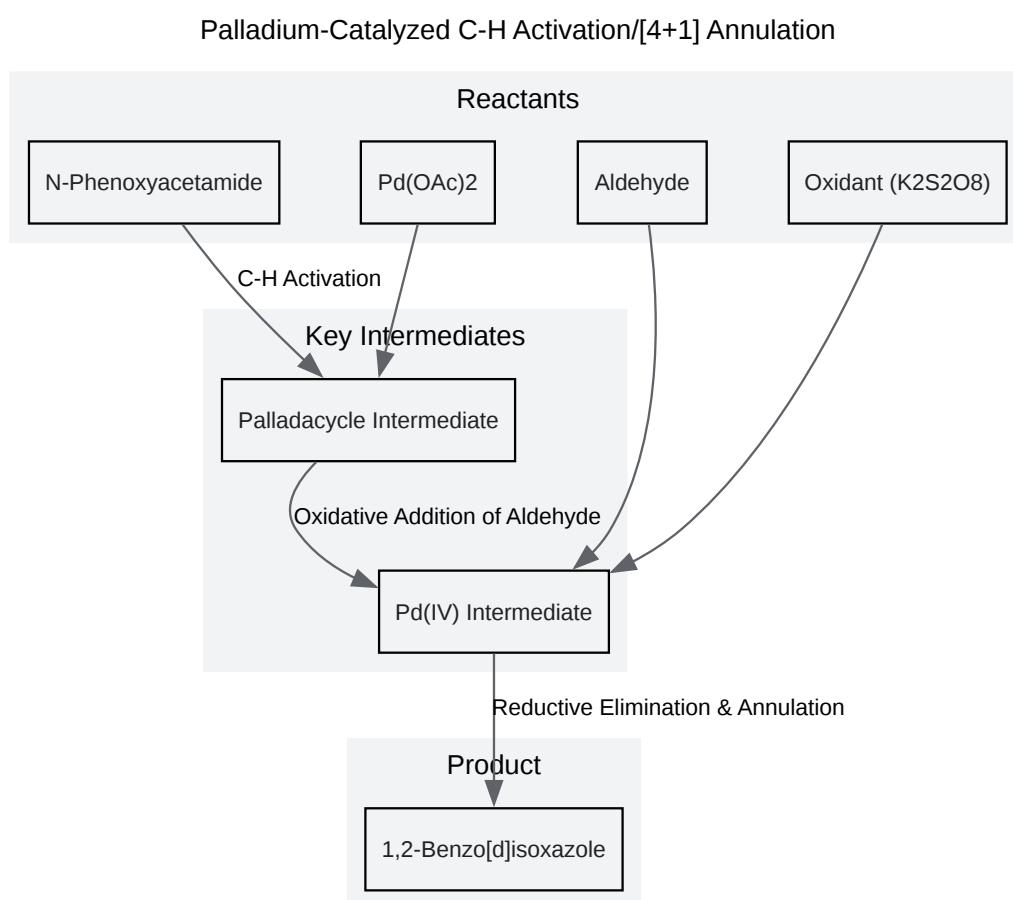 Palladium-Catalyzed C-H Activation/[4+1] Annulation
Reactants
N-Phenoxyacetamide
Pd(OAc)2
Aldehyde
Oxidant (K2S2O8)
C-H Activation
Key Intermediates
Palladacycle Intermediate
Oxidative Addition of Aldehyde
Pd(IV) Intermediate
Reductive Elimination & Annulation
Product
1,2-Benzo[d]isoxazole